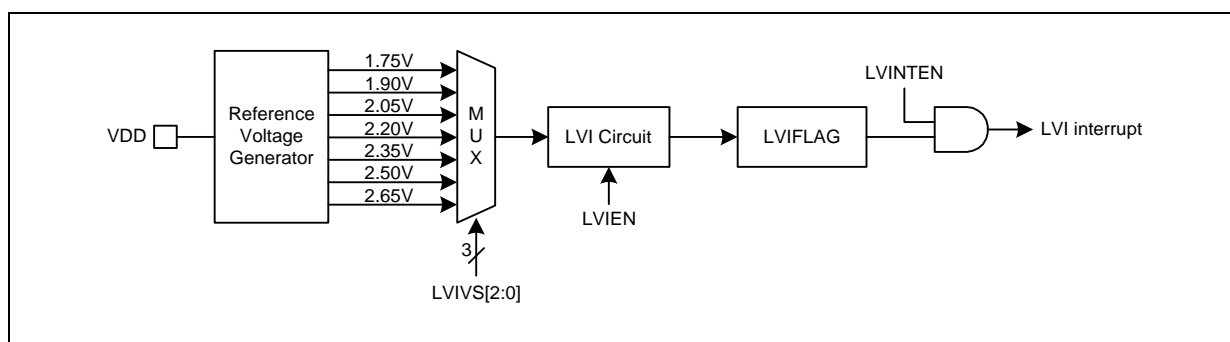 VDD
Reference
Voltage
Generator
1.75V
1.90V
2.05V
2.20V
2.35V
2.50V
2.65V
M
U
X
3
LVIVS[2:0]
LVI Circuit
LVIEN
LVIFLAG
LVINTEN
LVI interrupt